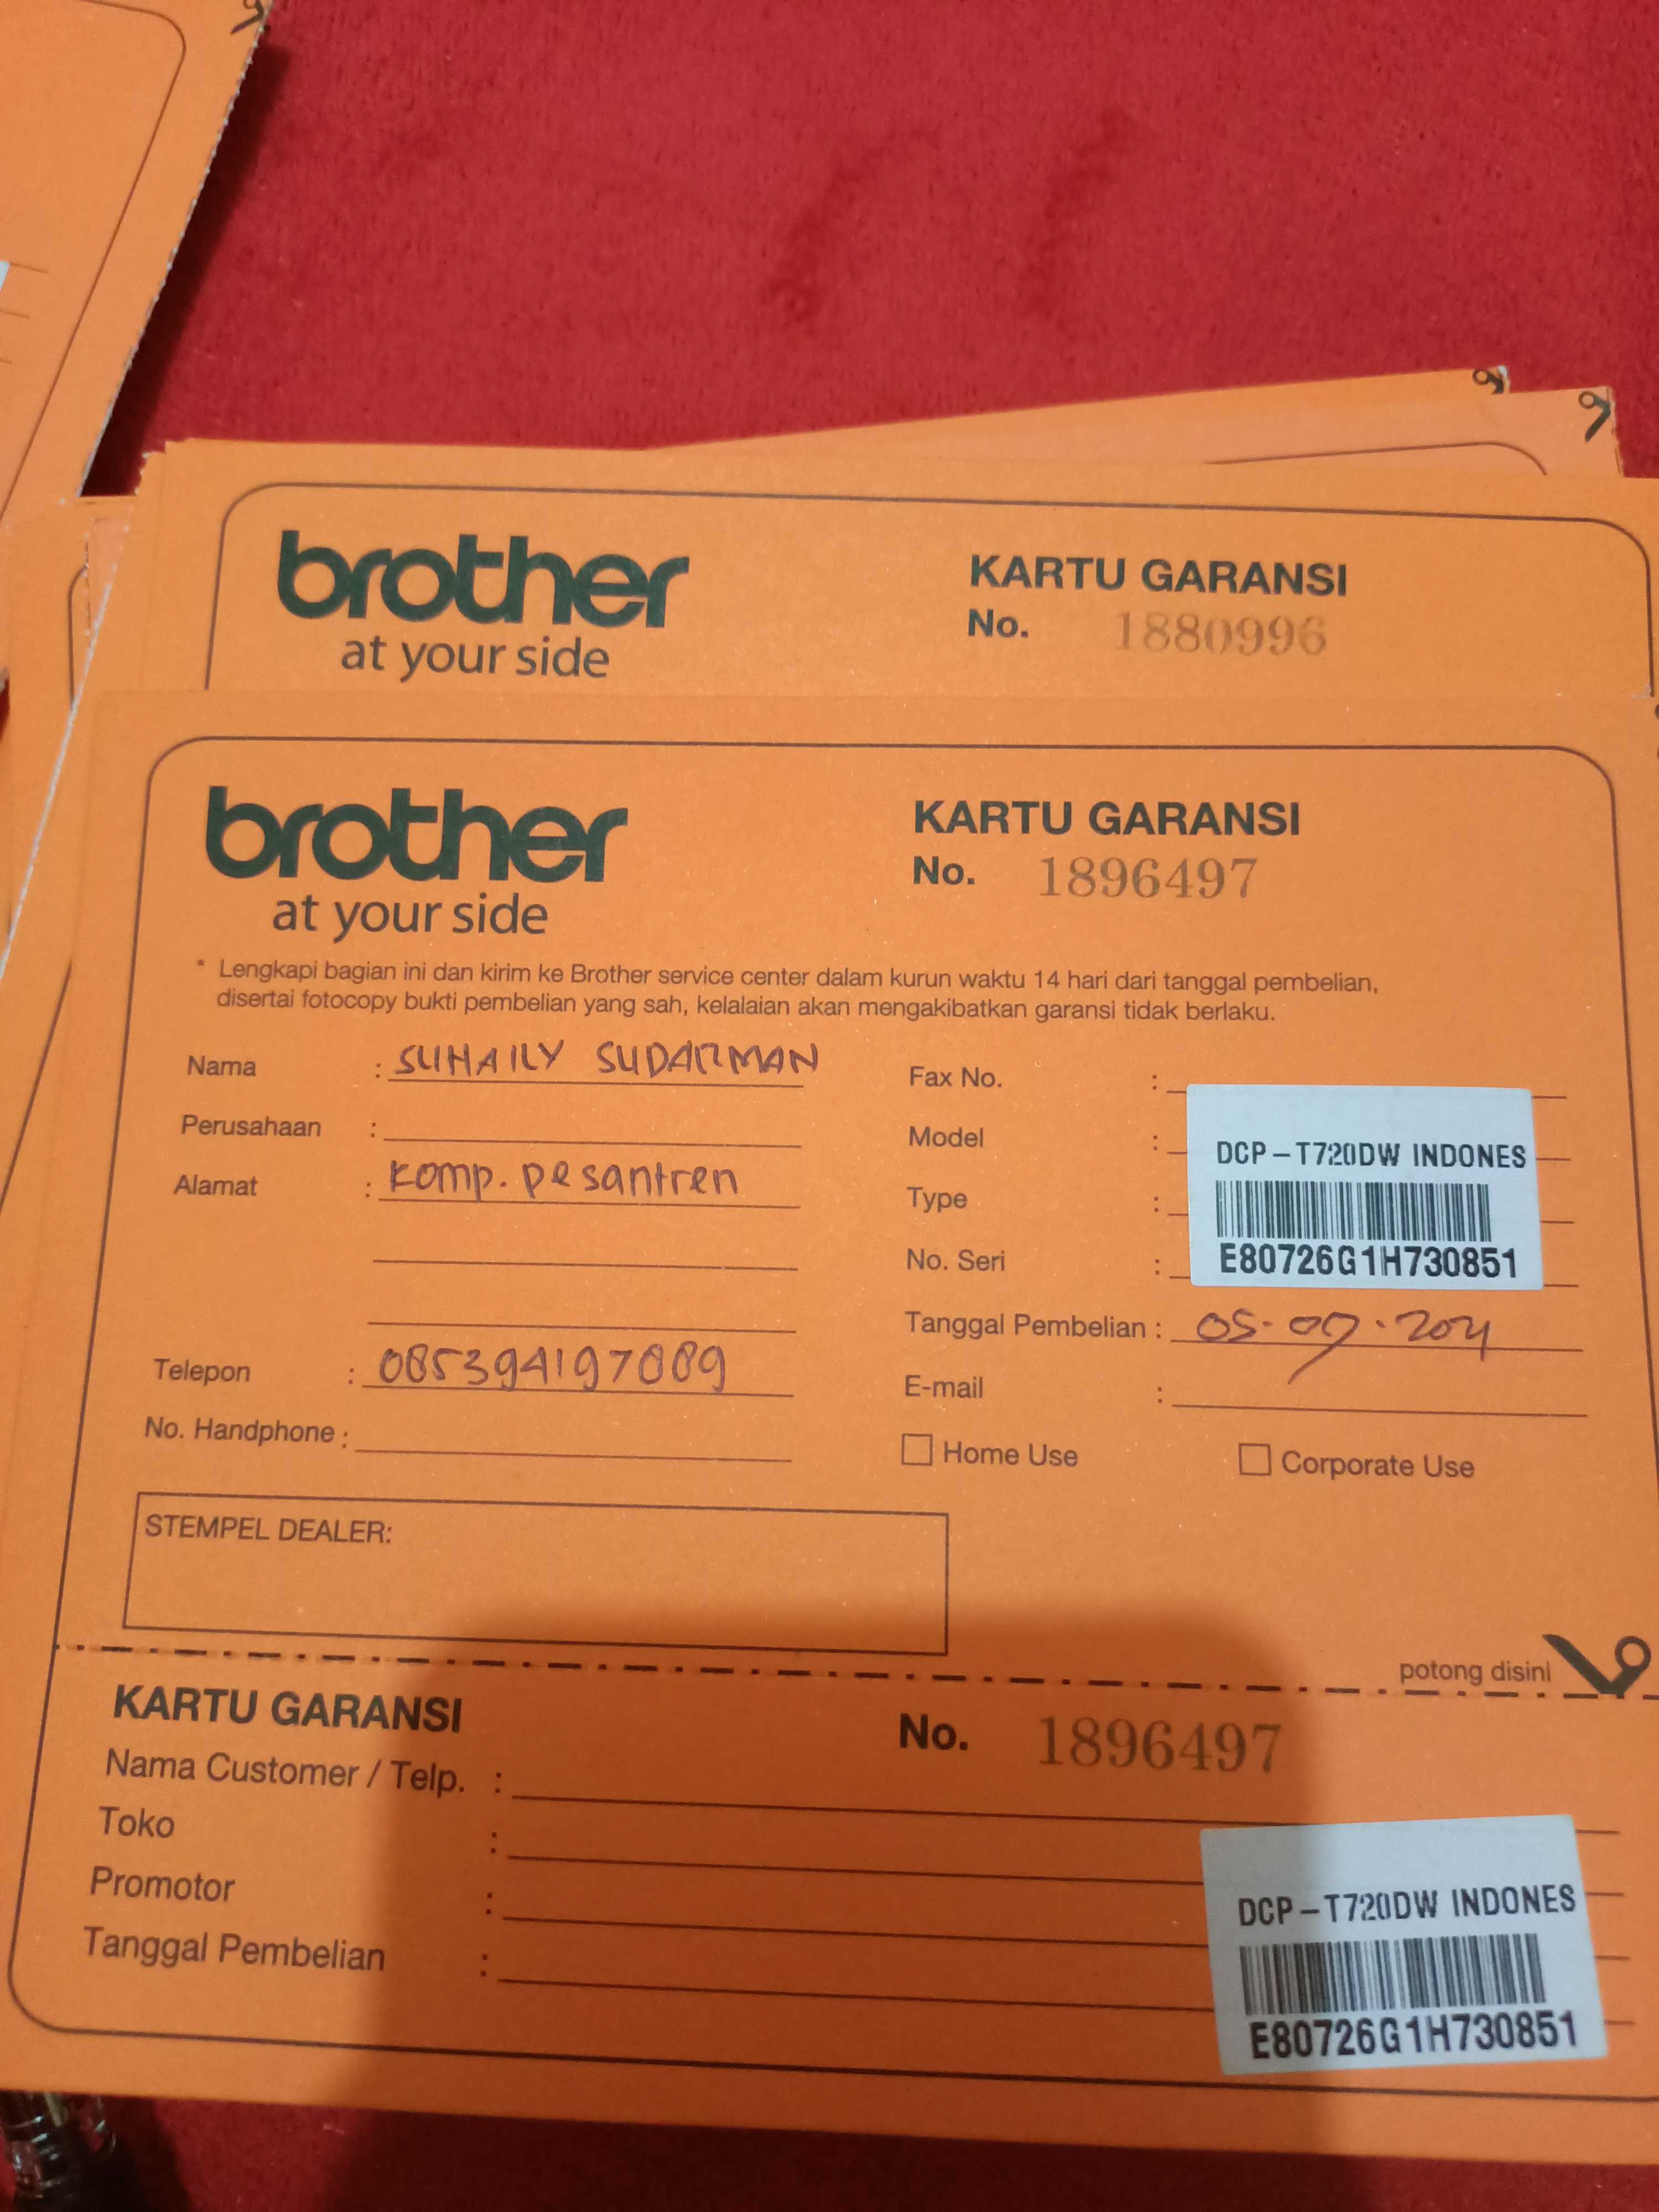 brother
at your side
KARTU GARANSI
No. 1880996
brother
at your side
KARTU GARANSI
No. 1896497
* Lengkapi bagian ini dan kirim ke Brother service center dalam kurun waktu 14 hari dari tanggal pembelian,
disertai fotocopy bukti pembelian yang sah, kelalaian akan mengakibatkan garansi tidak berlaku.
Nama : SUHAILY SUDARMAN
Perusahaan :
Alamat : Komp. pesantren
Telepon : 085394197889
No. Handphone :
Fax No. :
Model :
Type :
No. Seri :
DCP-T720DW INDONES
E80726G1H730851
Tanggal Pembelian : 05-07-2021
E-mail :
Home Use Corporate Use
STEMPEL DEALER:
potong disini
KARTU GARANSI
No. 1896497
Nama Customer / Telp. :
Toko :
Promotor :
Tanggal Pembelian :
DCP-T720DW INDONES
E80726G1H730851